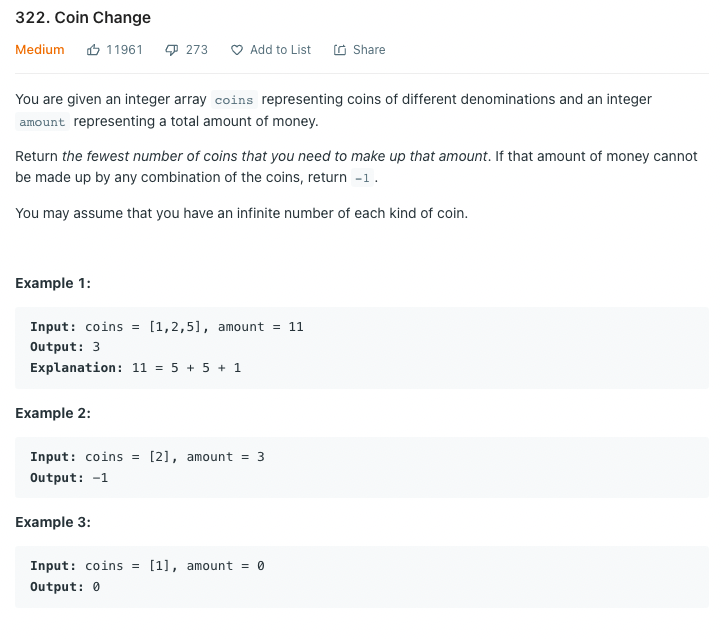 322. Coin Change
Medium 11961 273 Add to List Share
You are given an integer array coins representing coins of different denominations and an integer
amount representing a total amount of money.
Return the fewest number of coins that you need to make up that amount. If that amount of money cannot
be made up by any combination of the coins, return -1 .
You may assume that you have an infinite number of each kind of coin.
Example 1:
Input: coins = [1,2,5], amount = 11
Output: 3
Explanation: 11 = 5 + 5 + 1
Example 2:
Input: coins = [2], amount = 3
Output: -1
Example 3:
Input: coins = [1], amount = 0
Output: 0